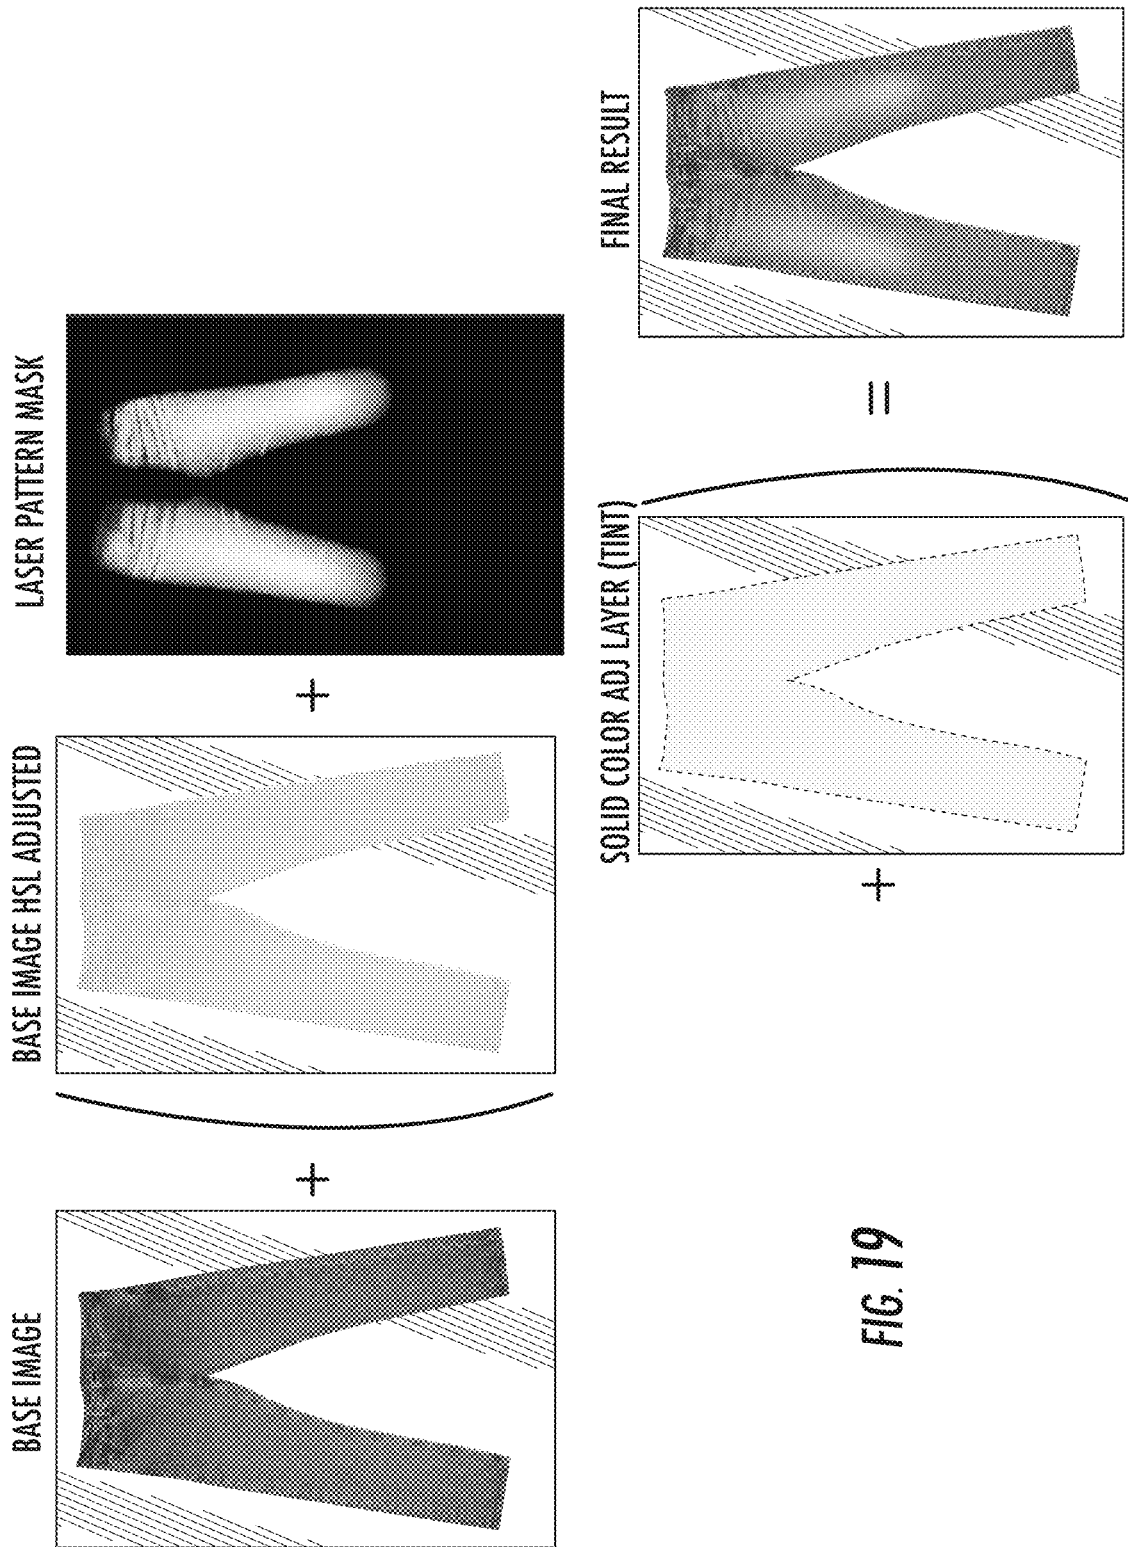 BASE IMAGE
+
(
BASE IMAGE HSL ADJUSTED
+
LASER PATTERN MASK
+
SOLID COLOR ADJ LAYER (TINT)
)
=
FINAL RESULT
FIG. 19